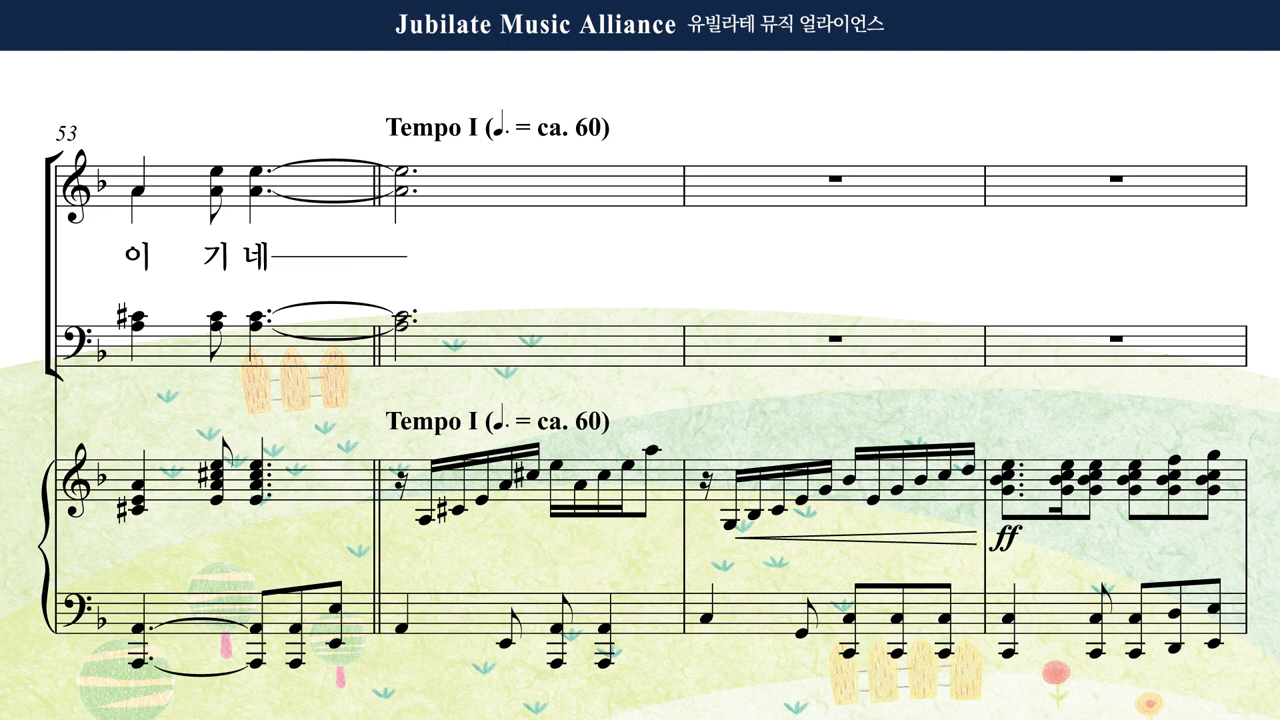 Jubilate Music Alliance 유빌라테 뮤직 얼라이언스
Tempo I (♩. = ca. 60)
53
이 기 네
Tempo I (♩. = ca. 60)
ff